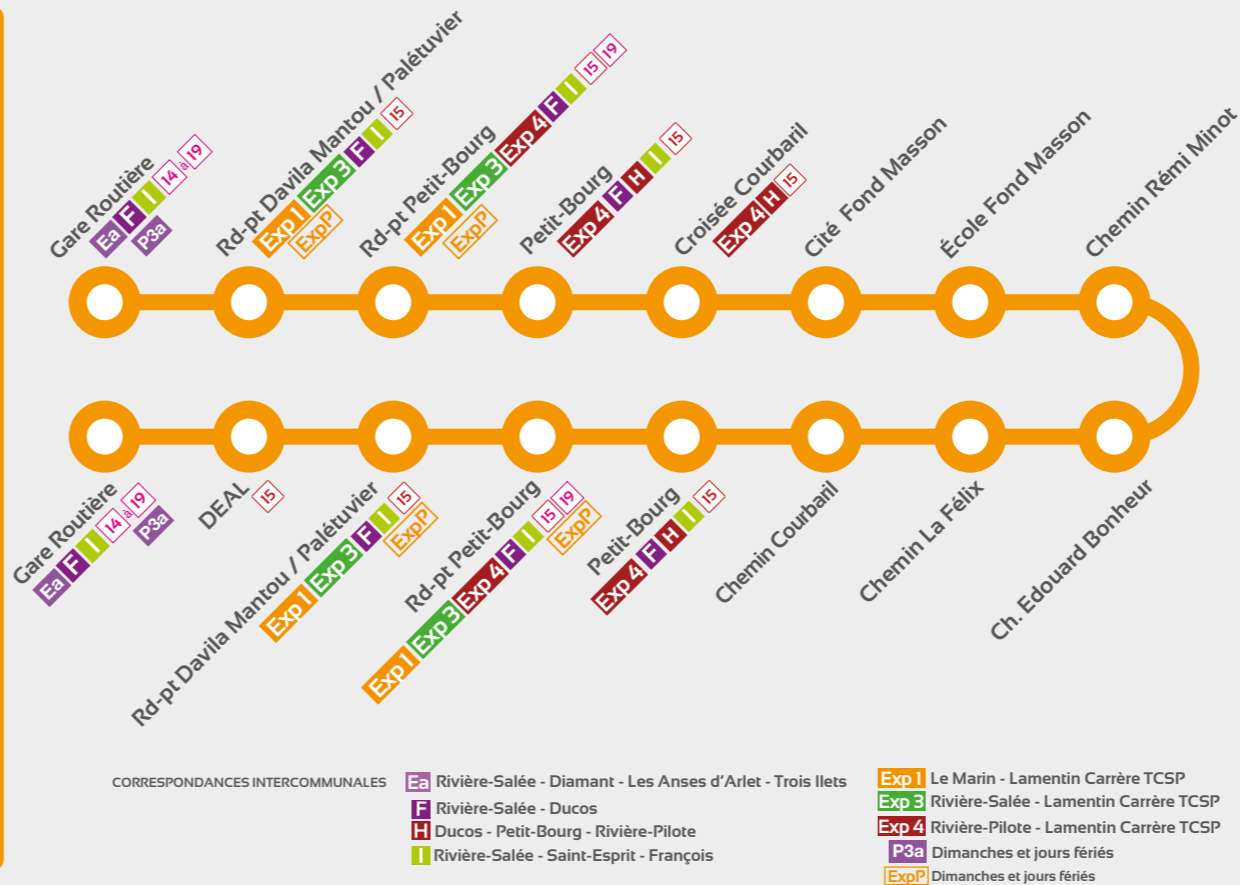 Gare Routière
Ea F I 14 à 19
P3a
Rd-pt Davila Mantou / Palétuvier
Exp 1 Exp 3 F I 15
ExpP
Rd-pt Petit-Bourg
Exp 1 Exp 3 Exp 4 F I 15 19
ExpP
Petit-Bourg
Exp 4 F H I 15
Croisée Courbaril
Exp 4 H 15
Cité Fond Masson
École Fond Masson
Chemin Rémi Minot
Gare Routière
Ea F I 14 à 19
P3a
DEAL 15
Rd-pt Davila Mantou / Palétuvier
Exp 1 Exp 3 F I 15
ExpP
Rd-pt Petit-Bourg
Exp 1 Exp 3 Exp 4 F I 15 19
ExpP
Petit-Bourg
Exp 4 F H I 15
Chemin Courbaril
Chemin La Félix
Ch. Edouard Bonheur
CORRESPONDANCES INTERCOMMUNALES
Ea Rivière-Salée - Diamant - Les Anses d'Arlet - Trois Ilets
F Rivière-Salée - Ducos
H Ducos - Petit-Bourg - Rivière-Pilote
I Rivière-Salée - Saint-Esprit - François
Exp 1 Le Marin - Lamentin Carrère TCSP
Exp 3 Rivière-Salée - Lamentin Carrère TCSP
Exp 4 Rivière-Pilote - Lamentin Carrère TCSP
P3a Dimanches et jours fériés
ExpP Dimanches et jours fériés